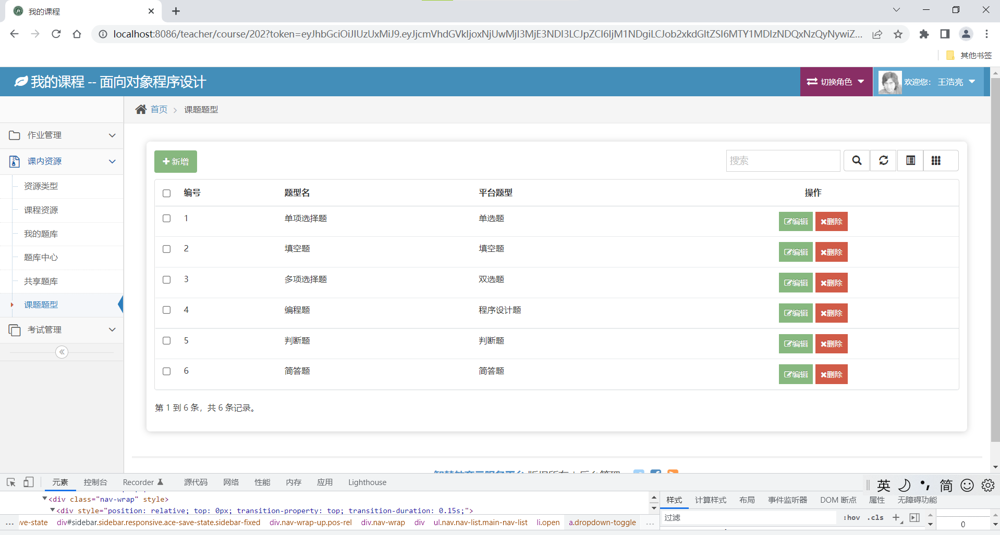 我的课程
localhost:8086/teacher/course/202?token=eyJhbGciOiJIUzUxMiJ9.eyJjcmVhdGVkIjoxNjUwMjI3MjE3NDI3LCJpZCI6IjM1NDgiLCJob2xkdGltZSI6MTY1MDIzNDQxNzQyNywiZ...
其他书签
我的课程 -- 面向对象程序设计
切换角色
欢迎您: 王浩亮
首页 > 课题题型
作业管理
课内资源
资源类型
课程资源
我的题库
题库中心
共享题库
课题题型
考试管理
新增
搜索
编号 题型名 平台题型 操作
1 单项选择题 单选题 编辑 删除
2 填空题 填空题 编辑 删除
3 多项选择题 双选题 编辑 删除
4 编程题 程序设计题 编辑 删除
5 判断题 判断题 编辑 删除
6 简答题 简答题 编辑 删除
第 1 到 6 条，共 6 条记录。
元素 控制台 Recorder 源代码 网络 性能 内存 应用 Lighthouse
英 简
<div class="nav-wrap" style>
<div style="position: relative; top: 0px; transition-property: top; transition-duration: 0.15s;">
... ve-state div#sidebar.sidebar.responsive.ace-save-state.sidebar-fixed div.nav-wrap-up.pos-rel div.nav-wrap div ul.nav.nav-list.main-nav-list li.open a.dropdown-toggle ...
样式 计算样式 布局 事件监听器 DOM 断点 属性 无障碍功能
过滤 :hov .cls
0